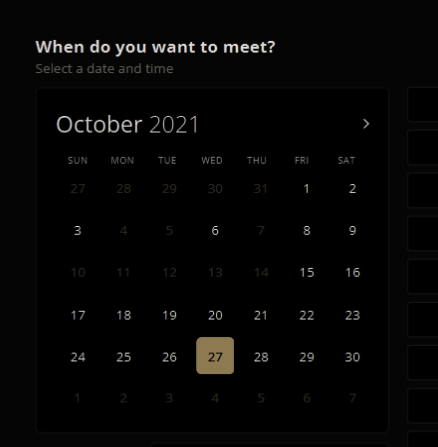 When do you want to meet?
Select a date and time
October 2021 >
SUN MON TUE WED THU FRI SAT
27 28 29 30 31 1 2
3 4 5 6 7 8 9
10 11 12 13 14 15 16
17 18 19 20 21 22 23
24 25 26 27 28 29 30
1 2 3 4 5 6 7